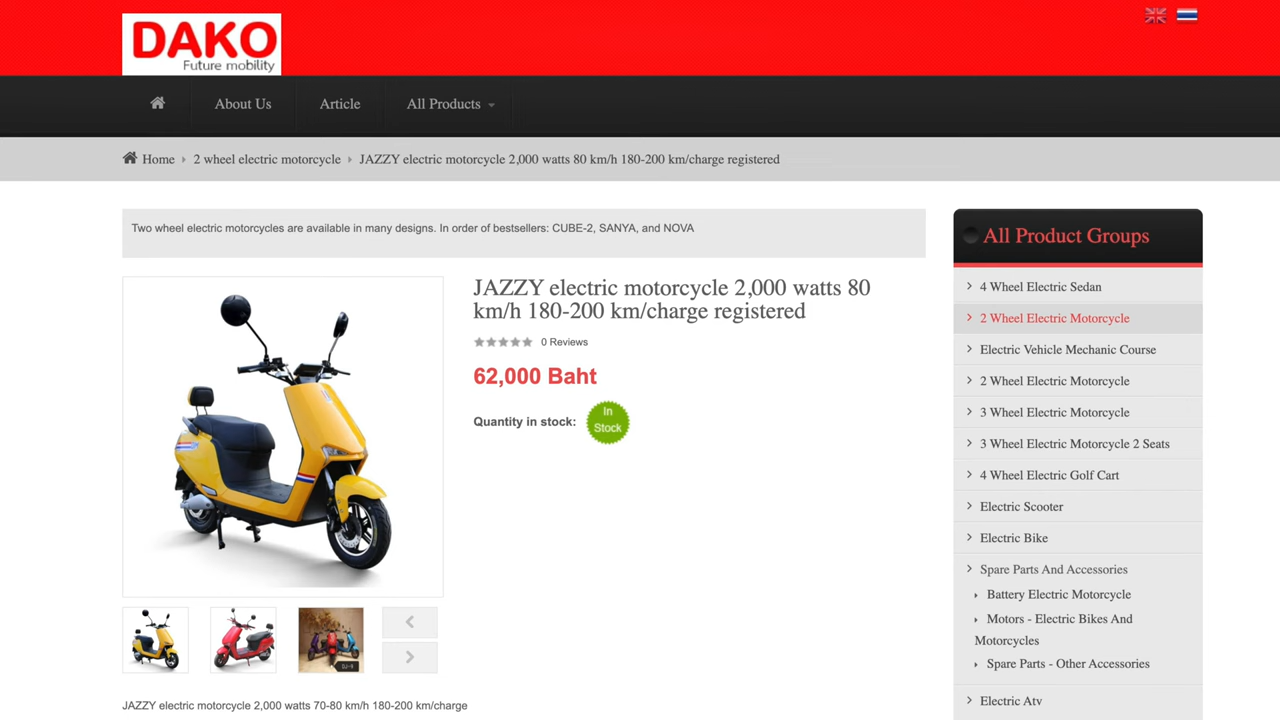 DAKO
Future mobility
About Us
Article
All Products
Home
2 wheel electric motorcycle
JAZZY electric motorcycle 2,000 watts 80 km/h 180-200 km/charge registered
Two wheel electric motorcycles are available in many designs. In order of bestsellers: CUBE-2, SANYA, and NOVA
JAZZY electric motorcycle 2,000 watts 80
km/h 180-200 km/charge registered
0 Reviews
62,000 Baht
Quantity in stock:
In
Stock
DJ-9
JAZZY electric motorcycle 2,000 watts 70-80 km/h 180-200 km/charge
All Product Groups
4 Wheel Electric Sedan
2 Wheel Electric Motorcycle
Electric Vehicle Mechanic Course
2 Wheel Electric Motorcycle
3 Wheel Electric Motorcycle
3 Wheel Electric Motorcycle 2 Seats
4 Wheel Electric Golf Cart
Electric Scooter
Electric Bike
Spare Parts And Accessories
Battery Electric Motorcycle
Motors - Electric Bikes And
Motorcycles
Spare Parts - Other Accessories
Electric Atv